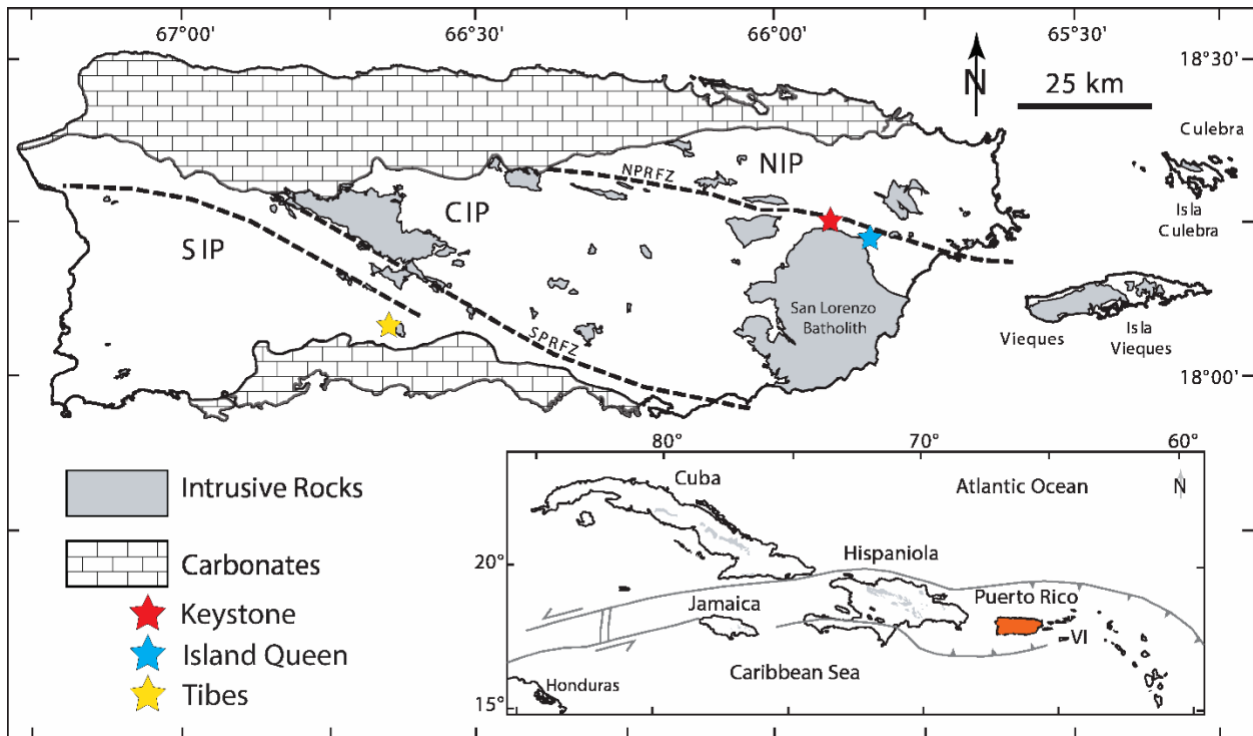 67°00'
66°30'
66°00'
65°30'
18°30'
N
25 km
Culebra
NIP
NPRFZ
CIP
Isla
Culebra
SIP
San Lorenzo
Batholith
SPRFZ
Vieques
Isla
Vieques
18°00'
80°
70°
60°
Intrusive Rocks
Cuba
Atlantic Ocean
N
Carbonates
Hispaniola
20°
Keystone
Jamaica
Puerto Rico
VI
Island Queen
Caribbean Sea
Tibes
Honduras
15°